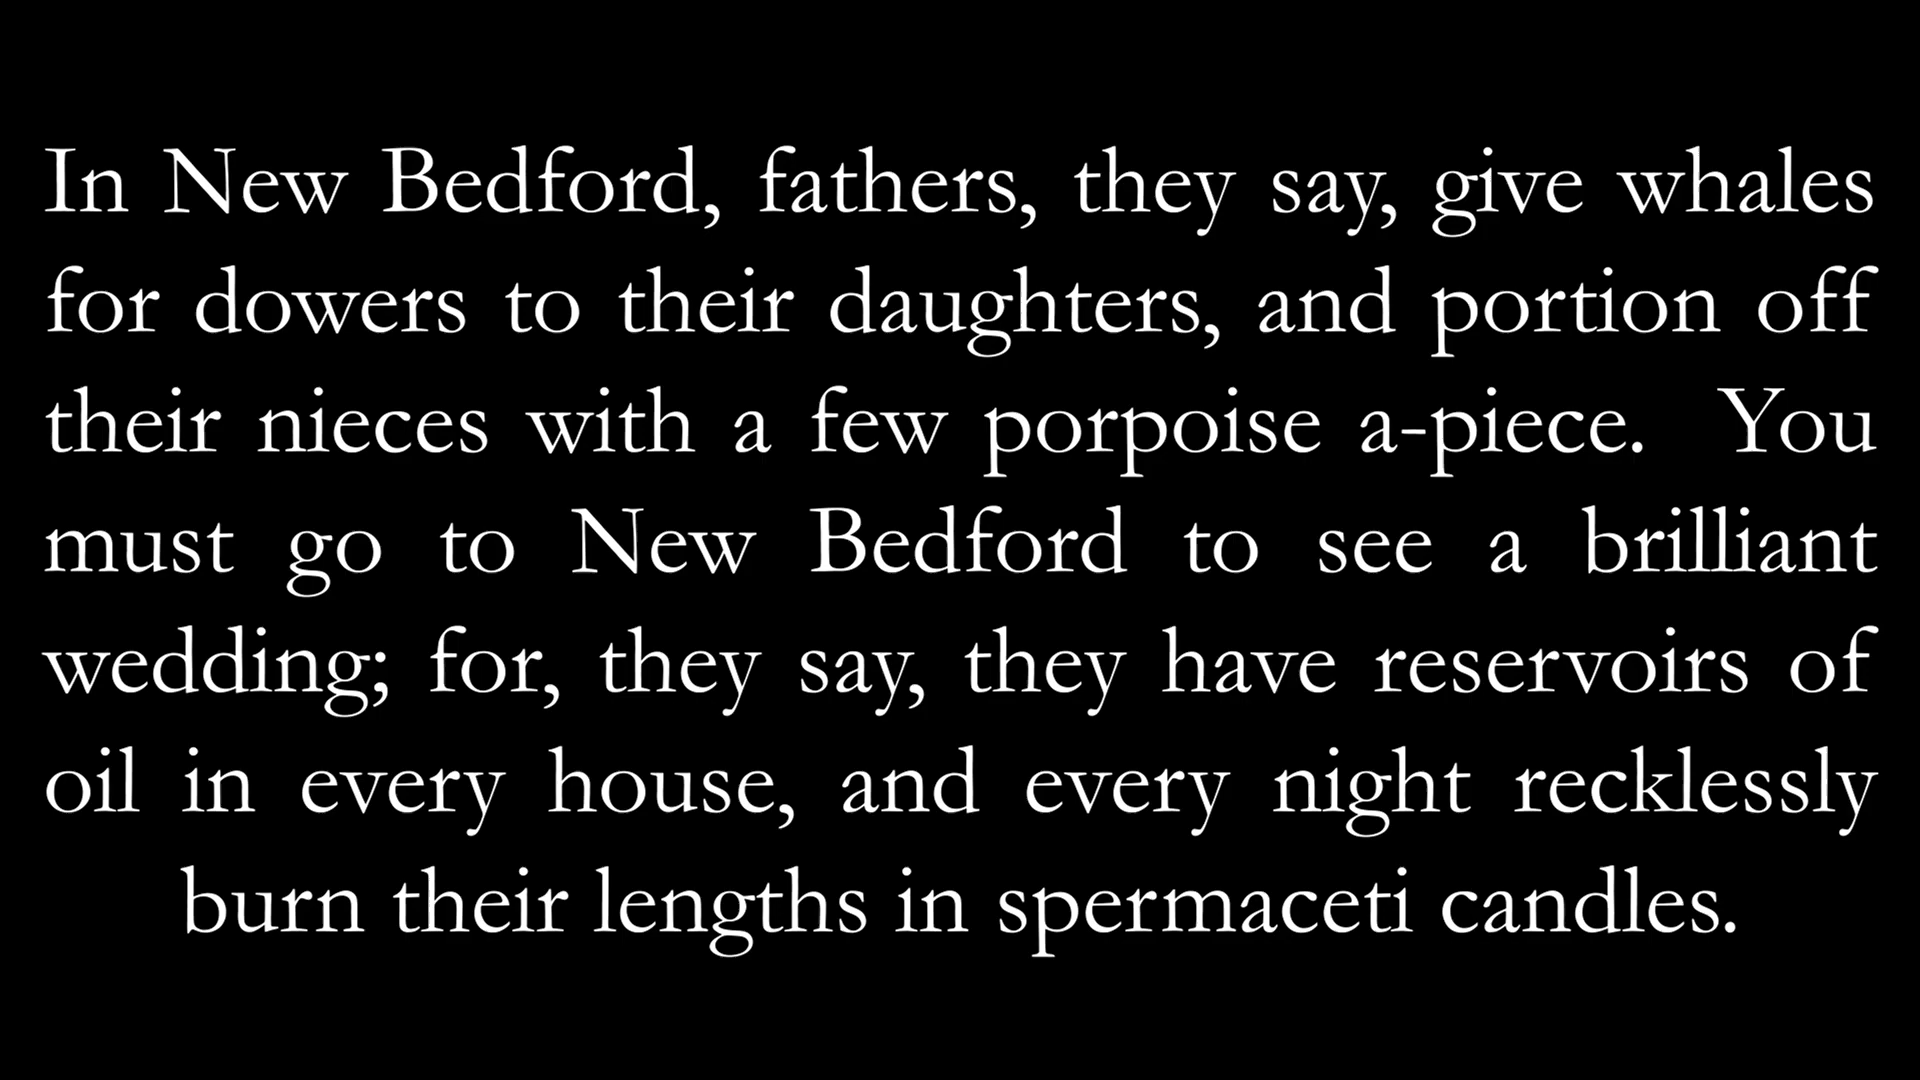 In New Bedford, fathers, they say, give whales
for dowers to their daughters, and portion off
their nieces with a few porpoise a-piece. You
must go to New Bedford to see a brilliant
wedding; for, they say, they have reservoirs of
oil in every house, and every night recklessly
burn their lengths in spermaceti candles.